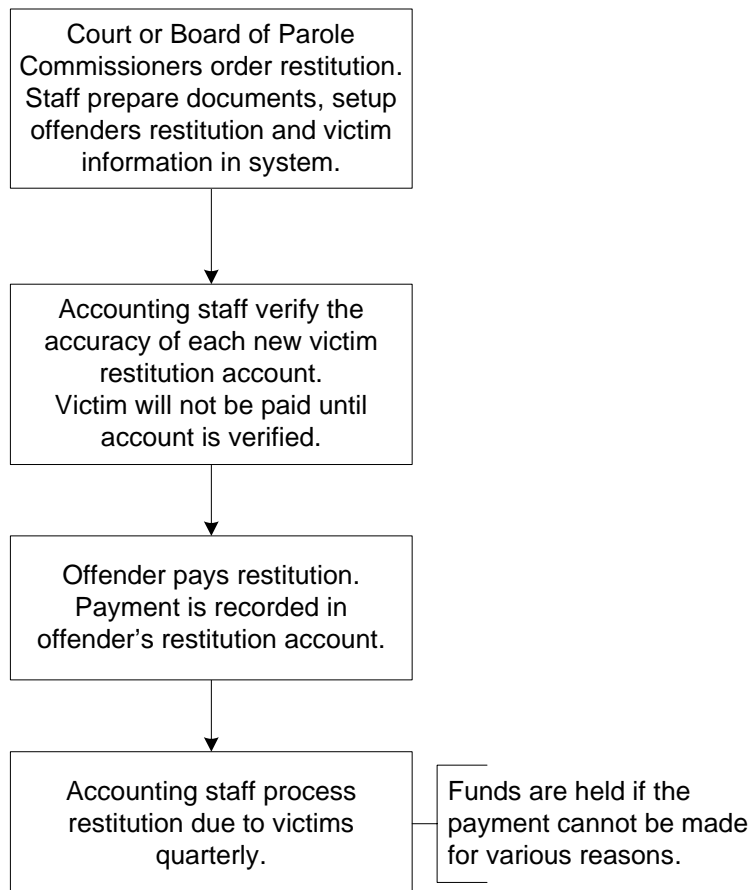 Court or Board of Parole
Commissioners order restitution.
Staff prepare documents, setup
offenders restitution and victim
information in system.
Accounting staff verify the
accuracy of each new victim
restitution account.
Victim will not be paid until
account is verified.
Offender pays restitution.
Payment is recorded in
offender’s restitution account.
Accounting staff process
restitution due to victims
quarterly.
Funds are held if the
payment cannot be made
for various reasons.